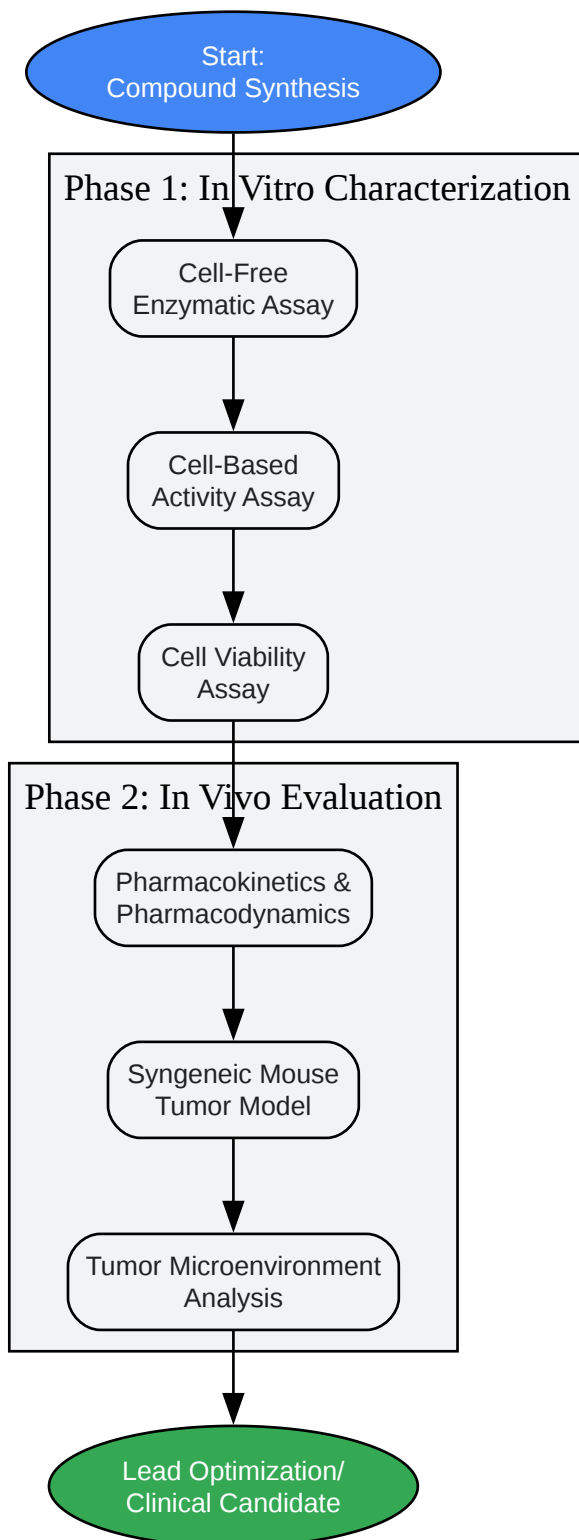 Start:
Compound Synthesis
Phase 1: In Vitro Characterization
Cell-Free
Enzymatic Assay
Cell-Based
Activity Assay
Cell Viability
Assay
Phase 2: In Vivo Evaluation
Pharmacokinetics &
Pharmacodynamics
Syngeneic Mouse
Tumor Model
Tumor Microenvironment
Analysis
Lead Optimization/
Clinical Candidate